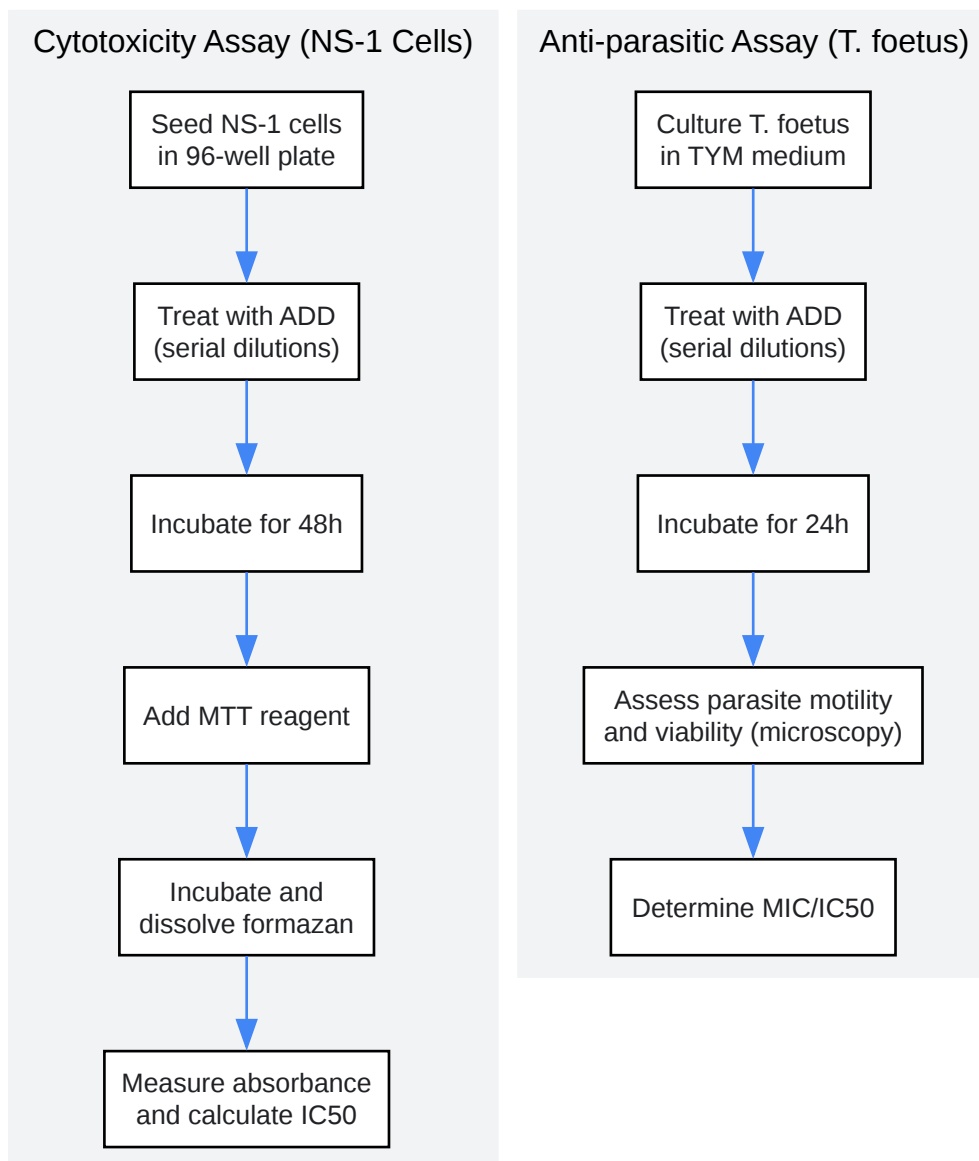 Cytotoxicity Assay (NS-1 Cells)
Seed NS-1 cells
in 96-well plate
Treat with ADD
(serial dilutions)
Incubate for 48h
Add MTT reagent
Incubate and
dissolve formazan
Measure absorbance
and calculate IC50
Anti-parasitic Assay (T. foetus)
Culture T. foetus
in TYM medium
Treat with ADD
(serial dilutions)
Incubate for 24h
Assess parasite motility
and viability (microscopy)
Determine MIC/IC50